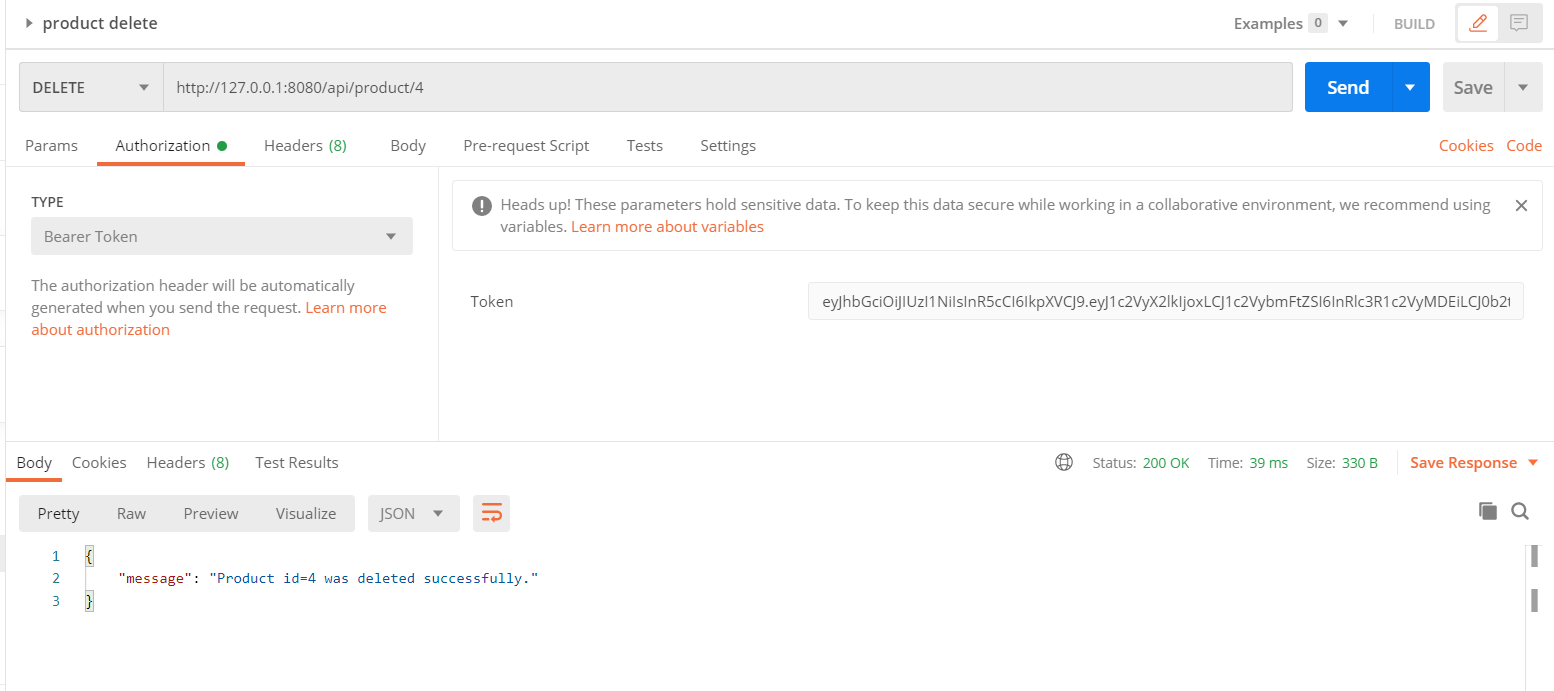 product delete
Examples 0
BUILD
DELETE
http://127.0.0.1:8080/api/product/4
Send
Save
Params Authorization Headers (8) Body Pre-request Script Tests Settings Cookies Code
TYPE
Bearer Token
The authorization header will be automatically
generated when you send the request. Learn more
about authorization
Heads up! These parameters hold sensitive data. To keep this data secure while working in a collaborative environment, we recommend using
variables. Learn more about variables
Token
eyJhbGciOiJIUzI1NiIsInR5cCI6IkpXVCJ9.eyJ1c2VyX2lkIjoxLCJ1c2VybmFtZSI6InRlc3R1c2VyMDEiLCJ0b2t
Body Cookies Headers (8) Test Results
Status: 200 OK Time: 39 ms Size: 330 B Save Response
Pretty Raw Preview Visualize JSON
1 {
2 "message": "Product id=4 was deleted successfully."
3 }